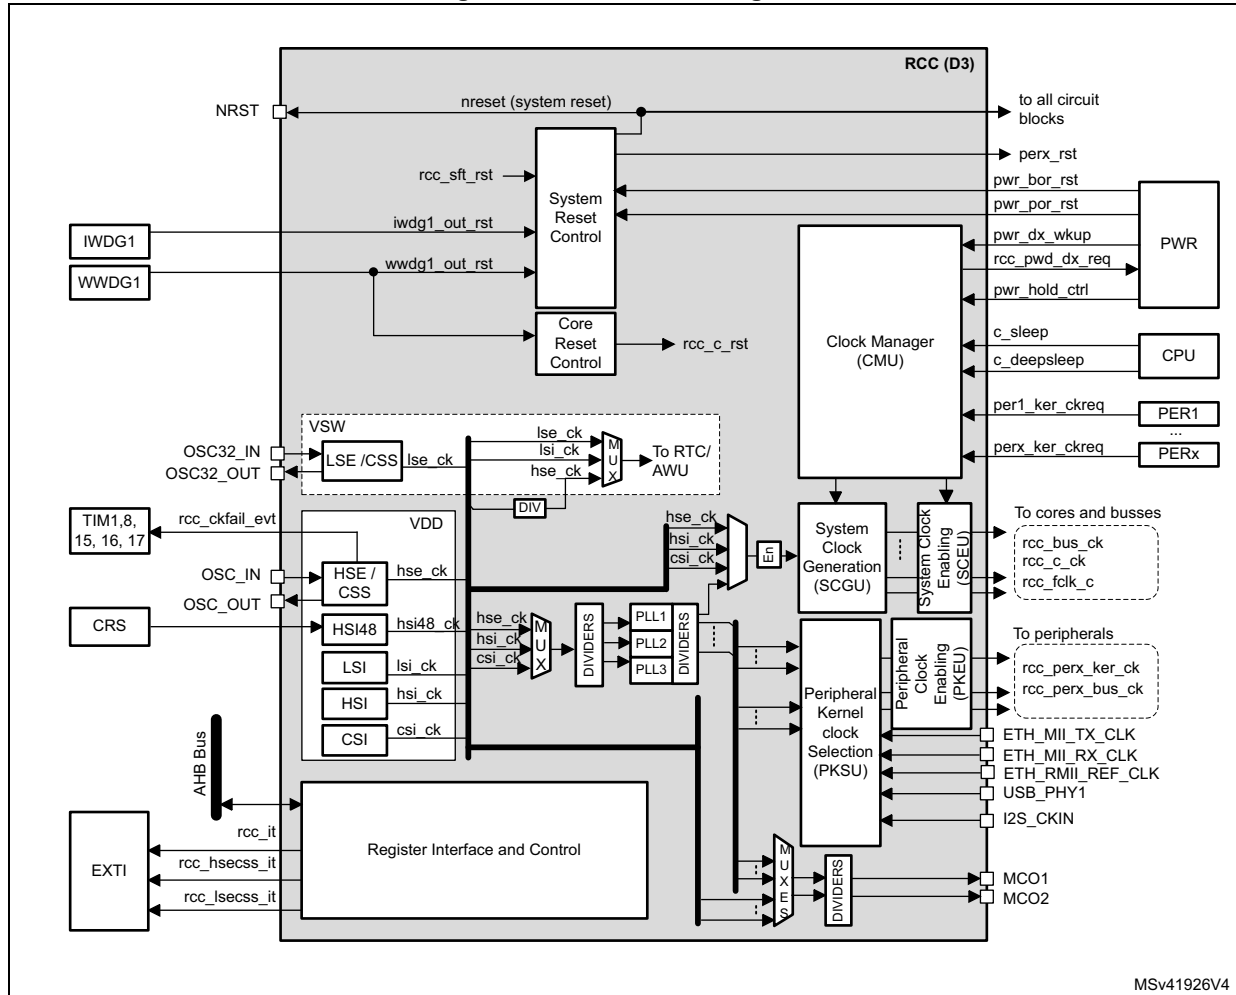 RCC (D3)
NRST
nreset (system reset)
to all circuit
blocks
perx_rst
rcc_sft_rst
System
Reset
Control
pwr_bor_rst
pwr_por_rst
IWDG1
iwdg1_out_rst
WWDG1
wwdg1_out_rst
pwr_dx_wkup
rcc_pwd_dx_req
pwr_hold_ctrl
PWR
Core
Reset
Control
rcc_c_rst
Clock Manager
(CMU)
c_sleep
c_deepsleep
CPU
per1_ker_ckreq
PER1
...
perx_ker_ckreq
PERx
VSW
OSC32_IN
OSC32_OUT
LSE /CSS
lse_ck
lse_ck
lsi_ck
hse_ck
MUX
To RTC/
AWU
DIV
TIM1,8,
15, 16, 17
rcc_ckfail_evt
VDD
hse_ck
hsi_ck
csi_ck
En
System
Clock
Generation
(SCGU)
System Clock
Enabling
(SCEU)
To cores and busses
rcc_bus_ck
rcc_c_ck
rcc_fclk_c
OSC_IN
OSC_OUT
HSE /
CSS
hse_ck
CRS
HSI48
hsi48_ck
LSI
lsi_ck
HSI
hsi_ck
CSI
csi_ck
hse_ck
hsi_ck
csi_ck
MUX
DIVIDERS
PLL1
PLL2
PLL3
DIVIDERS
Peripheral
Kernel
clock
Selection
(PKSU)
Peripheral
Clock
Enabling
(PKEU)
To peripherals
rcc_perx_ker_ck
rcc_perx_bus_ck
ETH_MII_TX_CLK
ETH_MII_RX_CLK
ETH_RMII_REF_CLK
USB_PHY1
I2S_CKIN
AHB Bus
EXTI
rcc_it
rcc_hsecss_it
rcc_lsecss_it
Register Interface and Control
MUXES
DIVIDERS
MCO1
MCO2
MSv41926V4